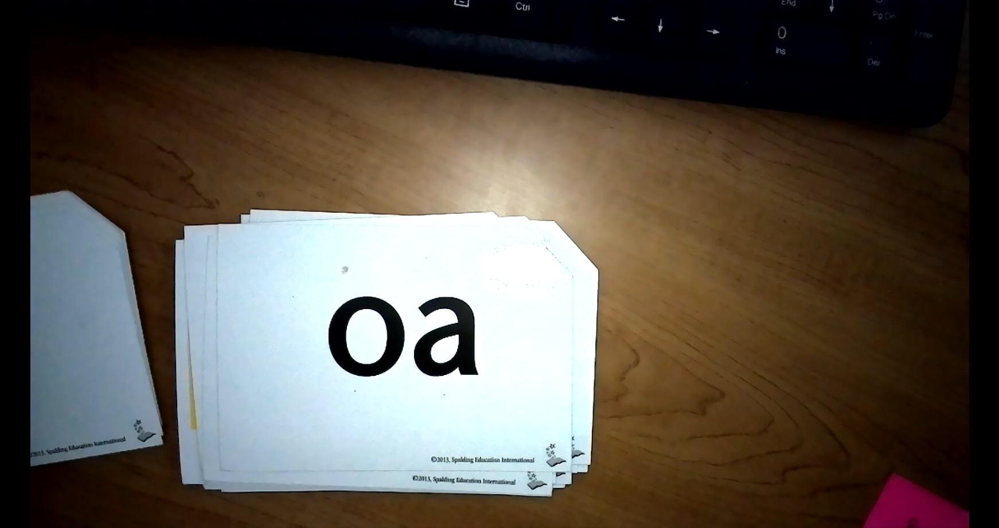 Ctrl
End
Pg Dn
0
Ins
Enter
Del
oa
©2013, Spalding Education International
©2013, Spalding Education International
2013, Spalding Education International